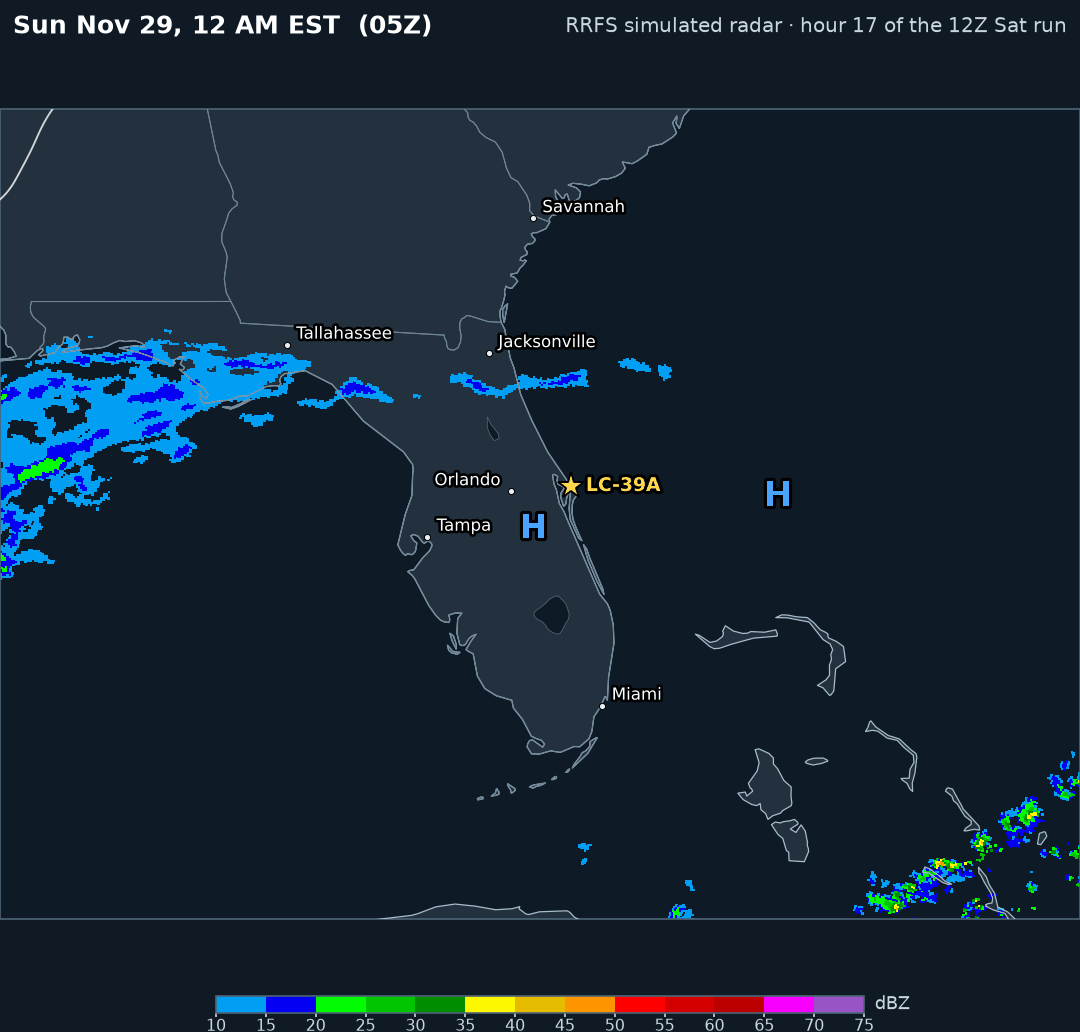 Sun Nov 29, 12 AM EST (05Z)
RRFS simulated radar · hour 17 of the 12Z Sat run
Savannah
Tallahassee
Jacksonville
Orlando
LC-39A
H
Tampa
H
Miami
dBZ
10 15 20 25 30 35 40 45 50 55 60 65 70 75